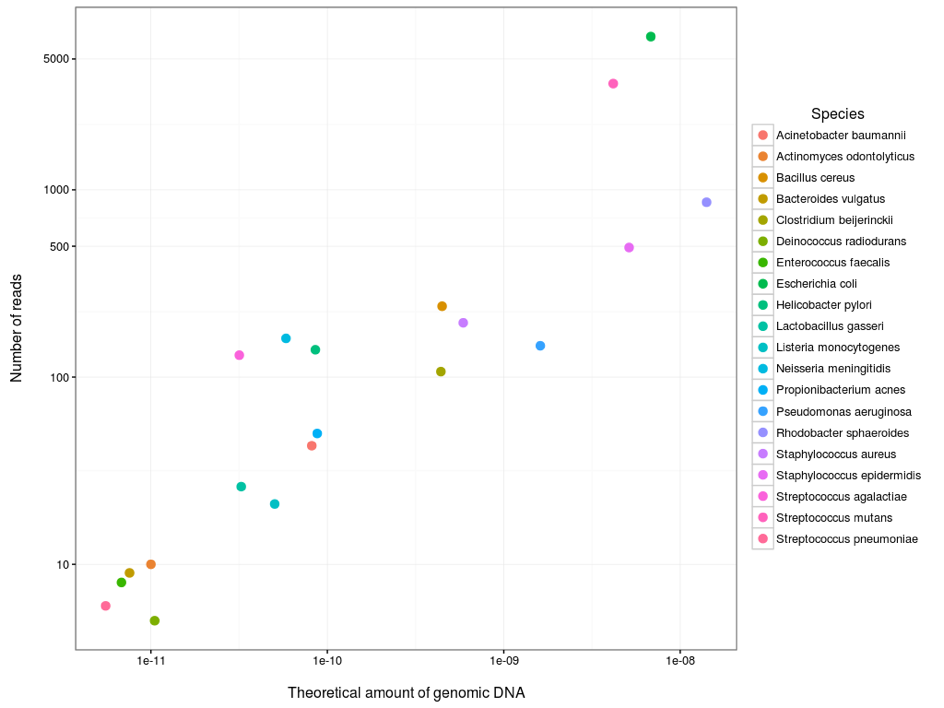 5000
1000
500
100
10
Number of reads
1e-11
1e-10
1e-09
1e-08
Theoretical amount of genomic DNA
Species
Acinetobacter baumannii
Actinomyces odontolyticus
Bacillus cereus
Bacteroides vulgatus
Clostridium beijerinckii
Deinococcus radiodurans
Enterococcus faecalis
Escherichia coli
Helicobacter pylori
Lactobacillus gasseri
Listeria monocytogenes
Neisseria meningitidis
Propionibacterium acnes
Pseudomonas aeruginosa
Rhodobacter sphaeroides
Staphylococcus aureus
Staphylococcus epidermidis
Streptococcus agalactiae
Streptococcus mutans
Streptococcus pneumoniae